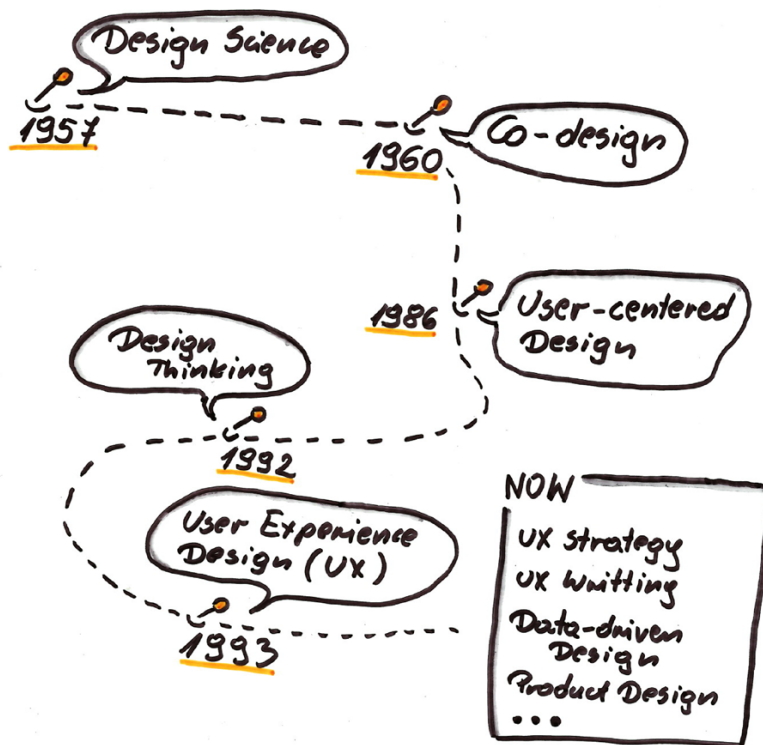 Design Science
1957
Co-design
1960
User-centered
Design
1986
Design
Thinking
1992
User Experience
Design (UX)
1993
NOW
UX strategy
UX writting
Data-driven
Design
Product Design
...